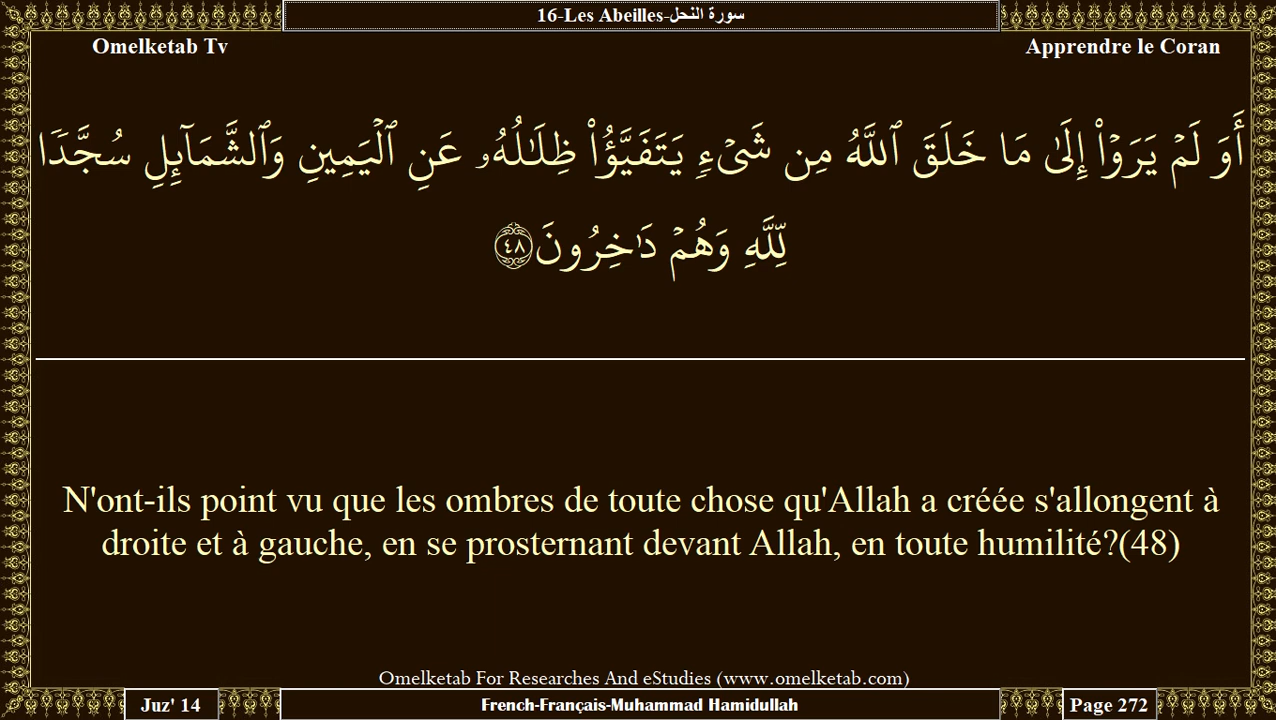 16-Les Abeilles-سورة النحل
Omelketab Tv
Apprendre le Coran
أَوَ لَمۡ يَرَوۡاْ إِلَىٰ مَا خَلَقَ ٱللَّهُ مِن شَيۡءٖ يَتَفَيَّؤُاْ ظِلَٰلُهُۥ عَنِ ٱلۡيَمِينِ وَٱلشَّمَآئِلِ سُجَّدٗا
لِّلَّهِ وَهُمۡ دَٰخِرُونَ ٤٨
N'ont-ils point vu que les ombres de toute chose qu'Allah a créée s'allongent à
droite et à gauche, en se prosternant devant Allah, en toute humilité?(48)
Omelketab For Researches And eStudies (www.omelketab.com)
Juz' 14
French-Français-Muhammad Hamidullah
Page 272